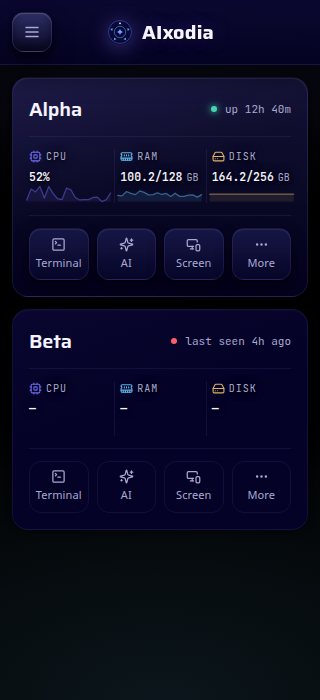 AIxodia
Alpha
up 12h 40m
CPU RAM DISK
52% 100.2/128 GB 164.2/256 GB
Terminal AI Screen More
Beta
last seen 4h ago
CPU RAM DISK
— — —
Terminal AI Screen More